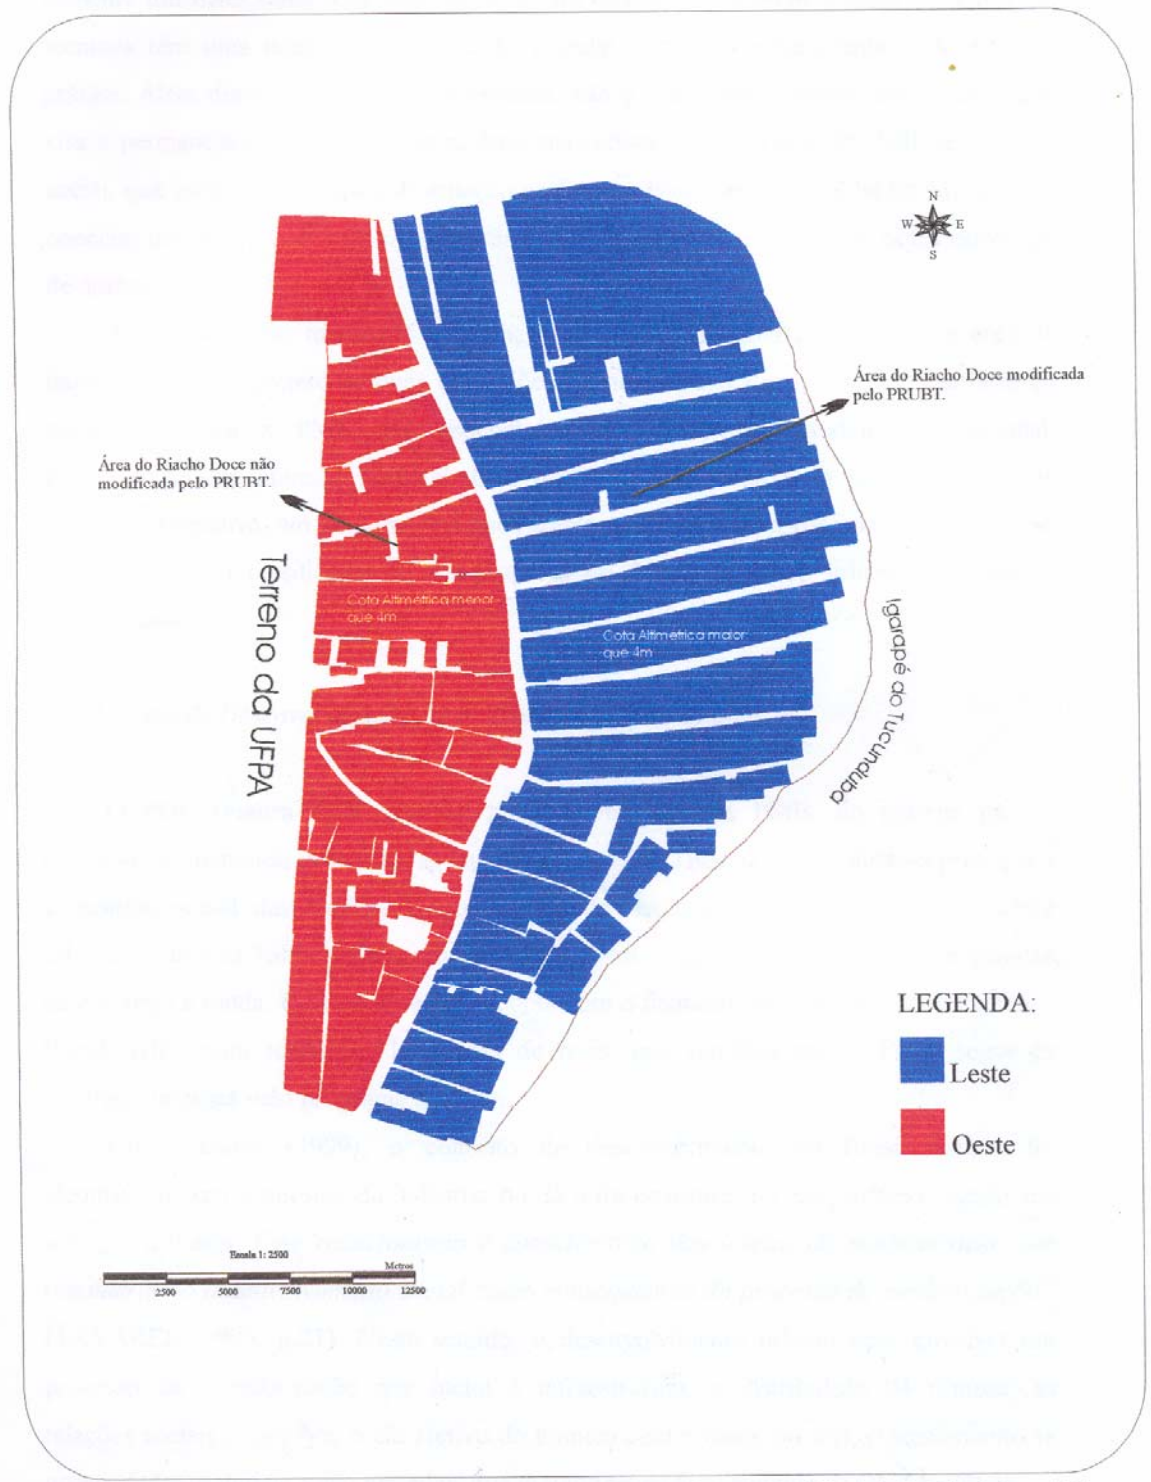 N
W E
S
Área do Riacho Doce modificada
pelo PRUBT.
Área do Riacho Doce não
modificada pelo PRUBT.
Terreno da UFPA
Cota Altimétrica menor
que 4m
Cota Altimétrica maior
que 4m
Igarapé do Tucunduba
LEGENDA:
Leste
Oeste
Escala 1: 2500
Metros
2500 5000 7500 10000 12500